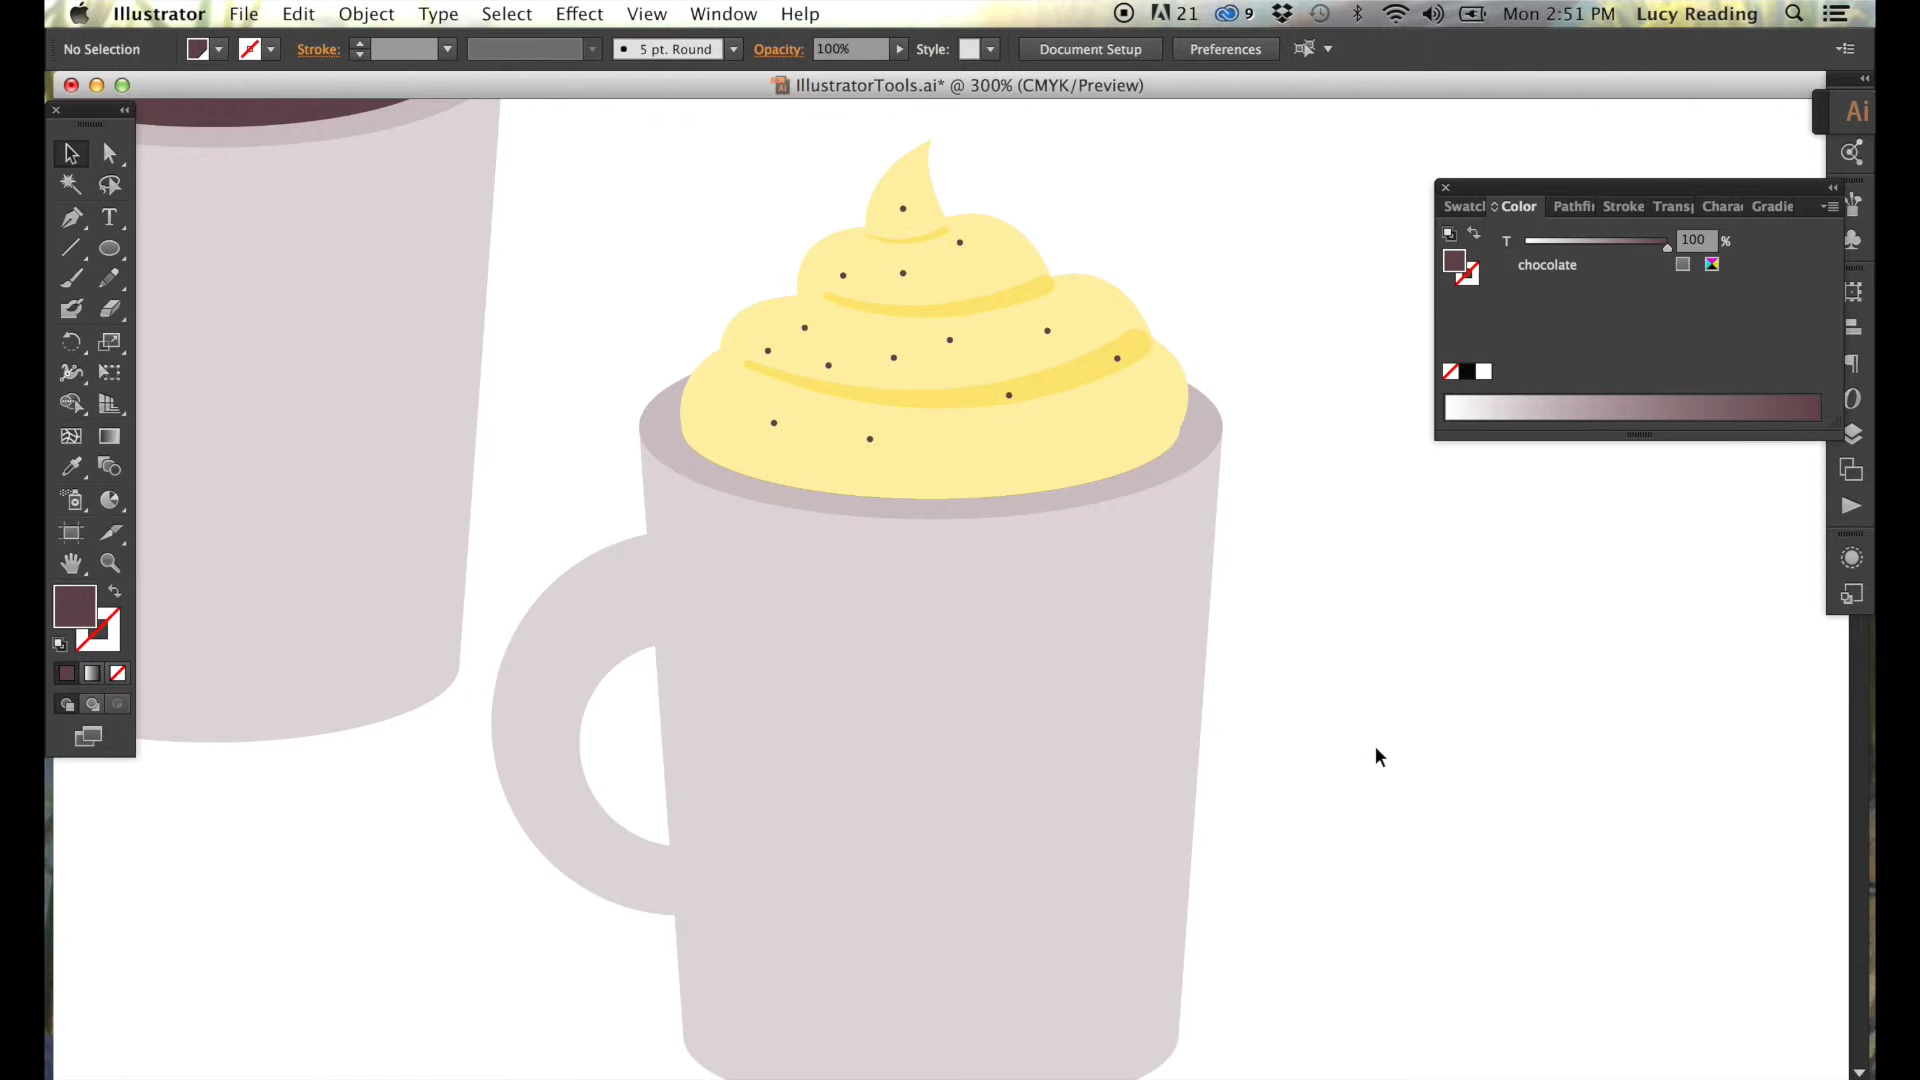 Illustrator File Edit Object Type Select Effect View Window Help 21 9 Mon 2:51 PM Lucy Reading
No Selection Stroke: 5 pt. Round Opacity: 100% Style: Document Setup Preferences
IllustratorTools.ai* @ 300% (CMYK/Preview)
Ai
Swatcl Color Pathfi Stroke Transp Chara Gradie
T 100 %
chocolate